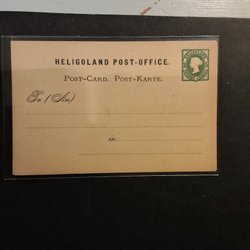 HELIGOLAND POST-OFFICE.
POST-CARD. POST-KARTE.
To (An)
in